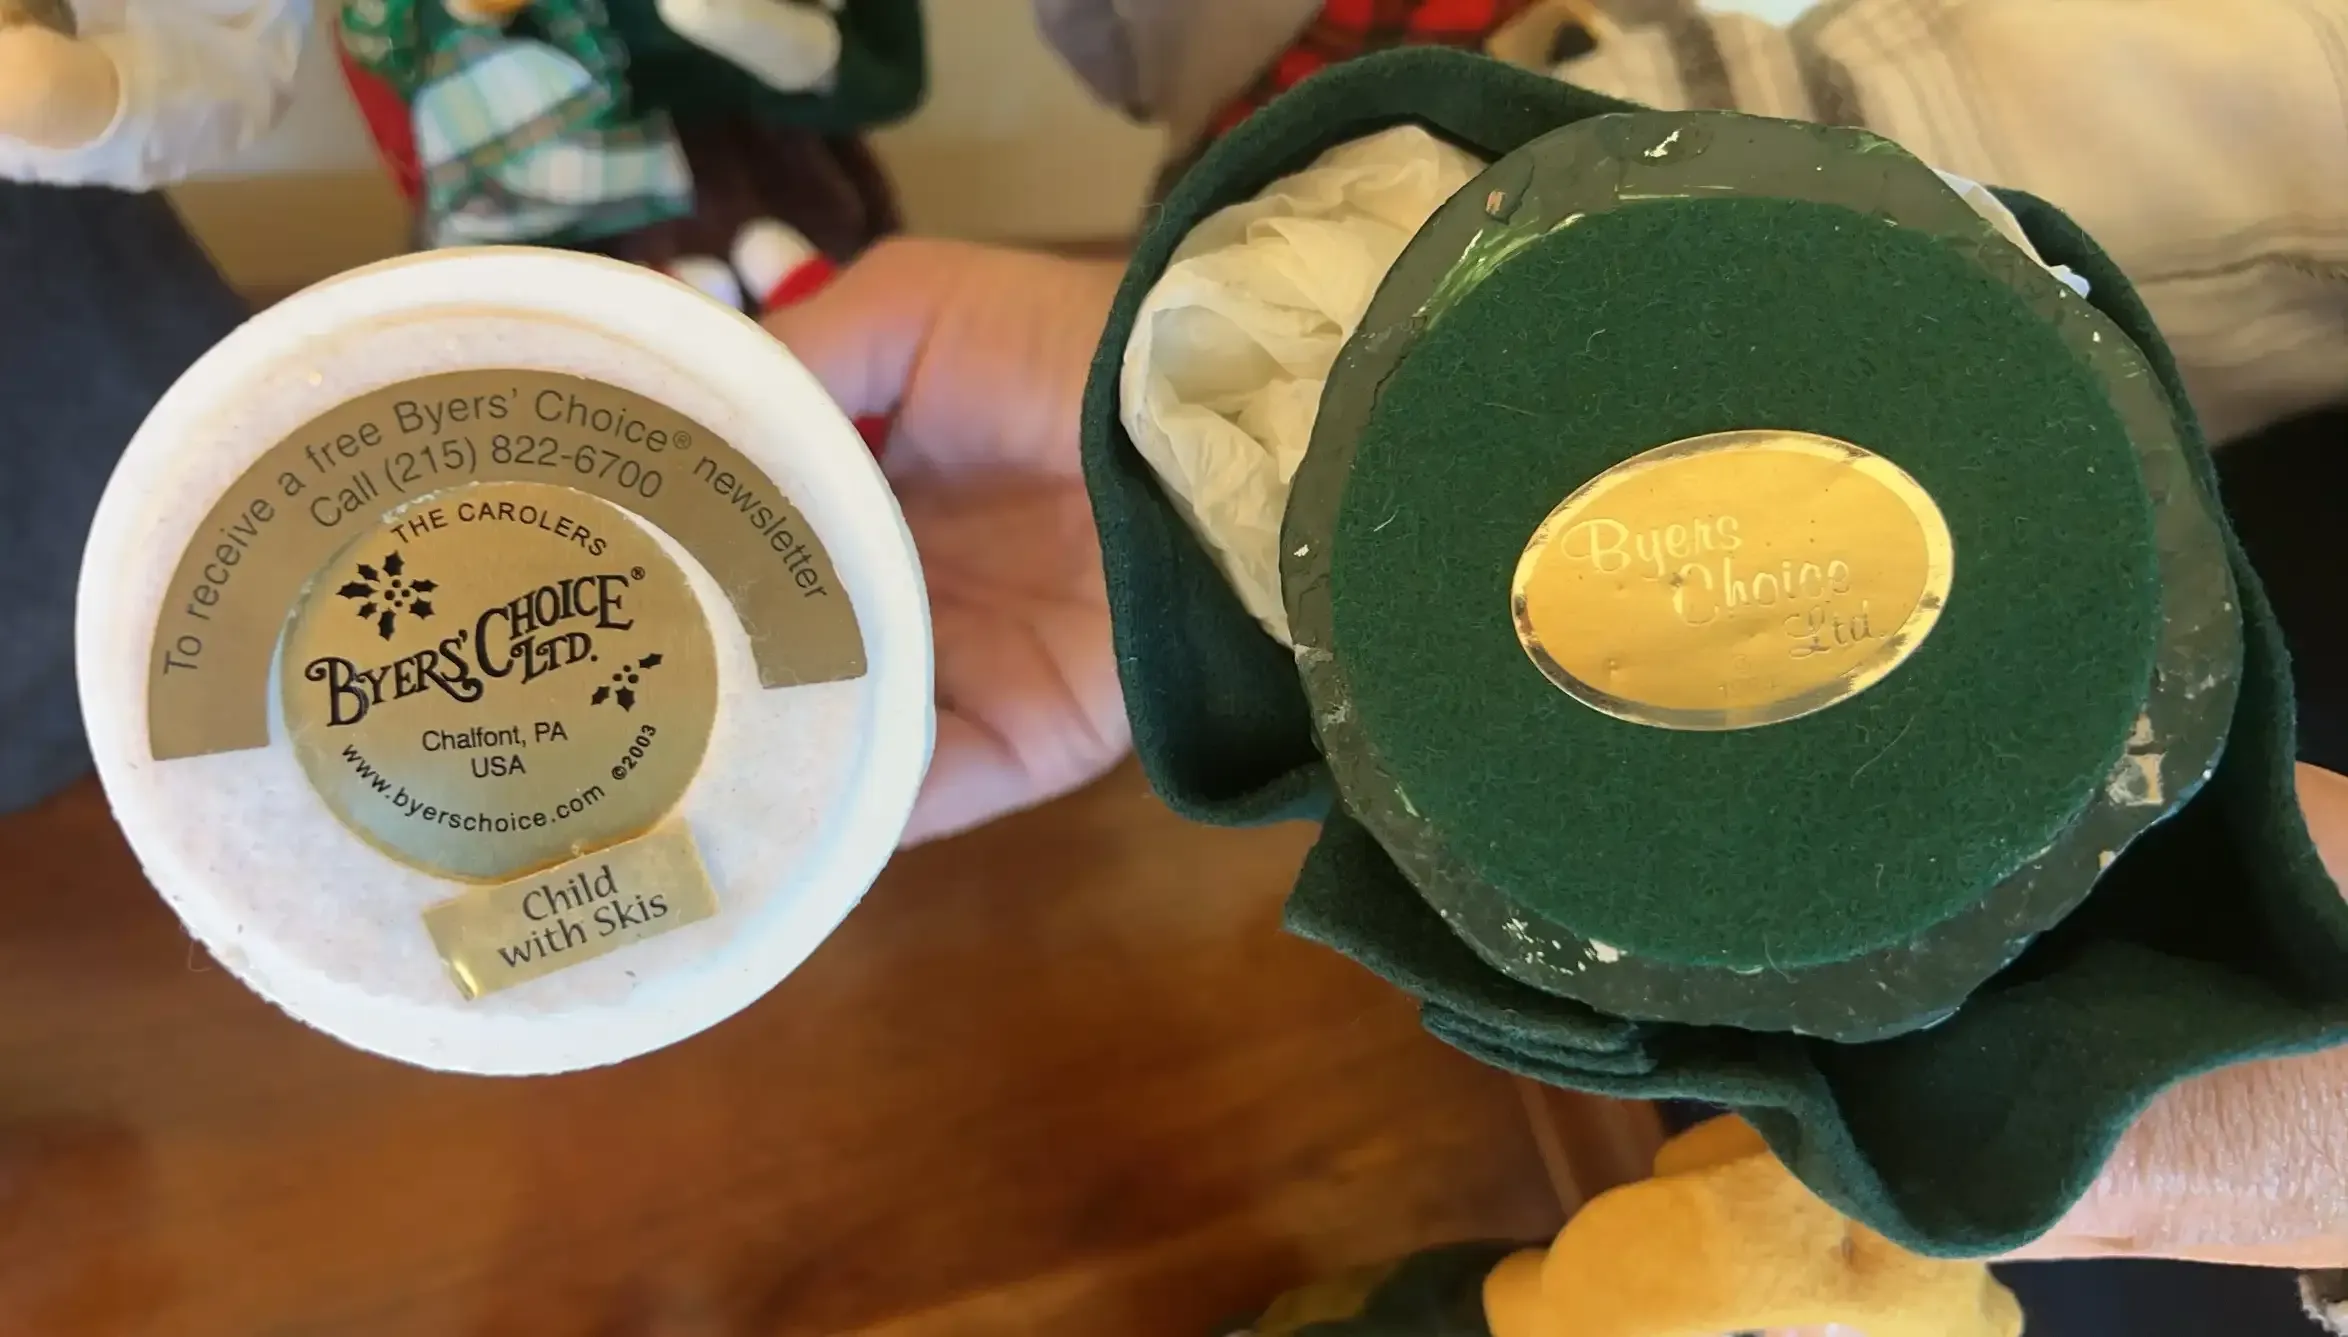 To receive a free Byers' Choice® newsletter
Call (215) 822-6700
THE CAROLERS
BYERS' CHOICE®
LTD.
Chalfont, PA
USA
www.byerschoice.com ©2003
Child
with Skis
Byers
Choice
Ltd.